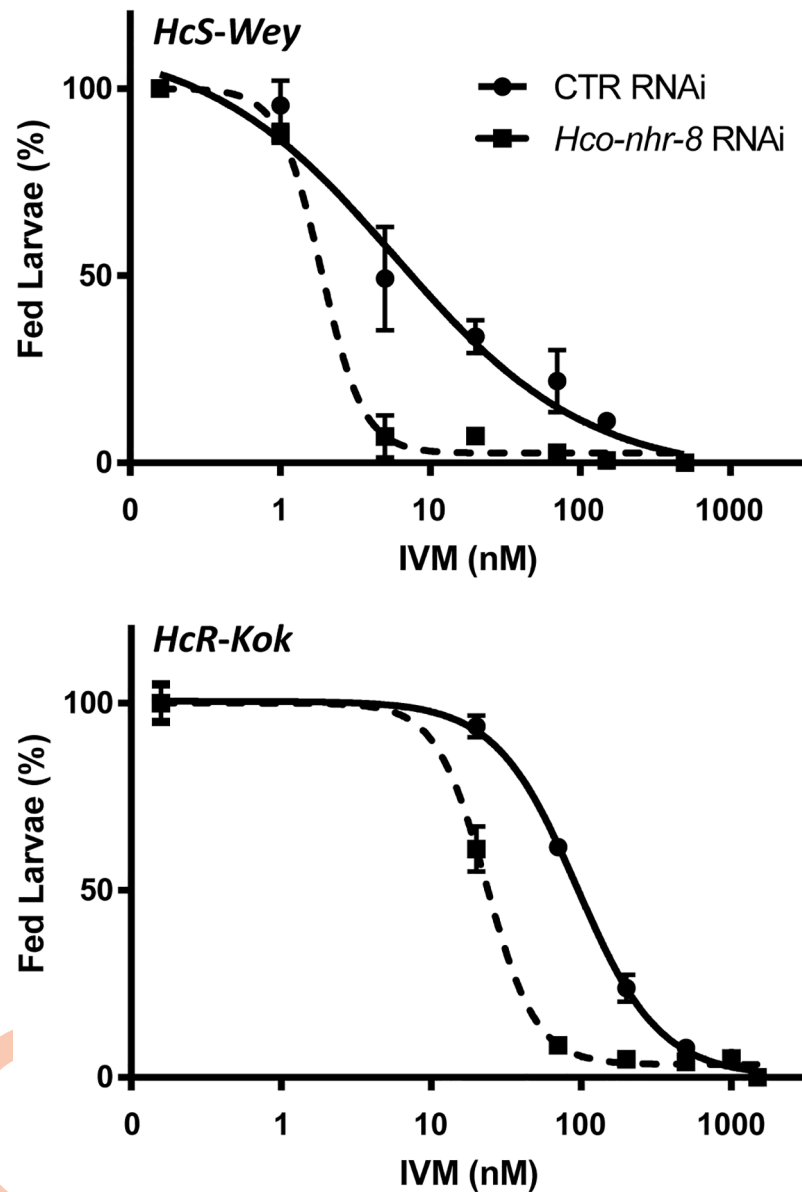 HcS-Wey
CTR RNAi
Hco-nhr-8 RNAi
Fed Larvae (%)
100
50
0
0 1 10 100 1000
IVM (nM)
HcR-Kok
Fed Larvae (%)
100
50
0
0 1 10 100 1000
IVM (nM)